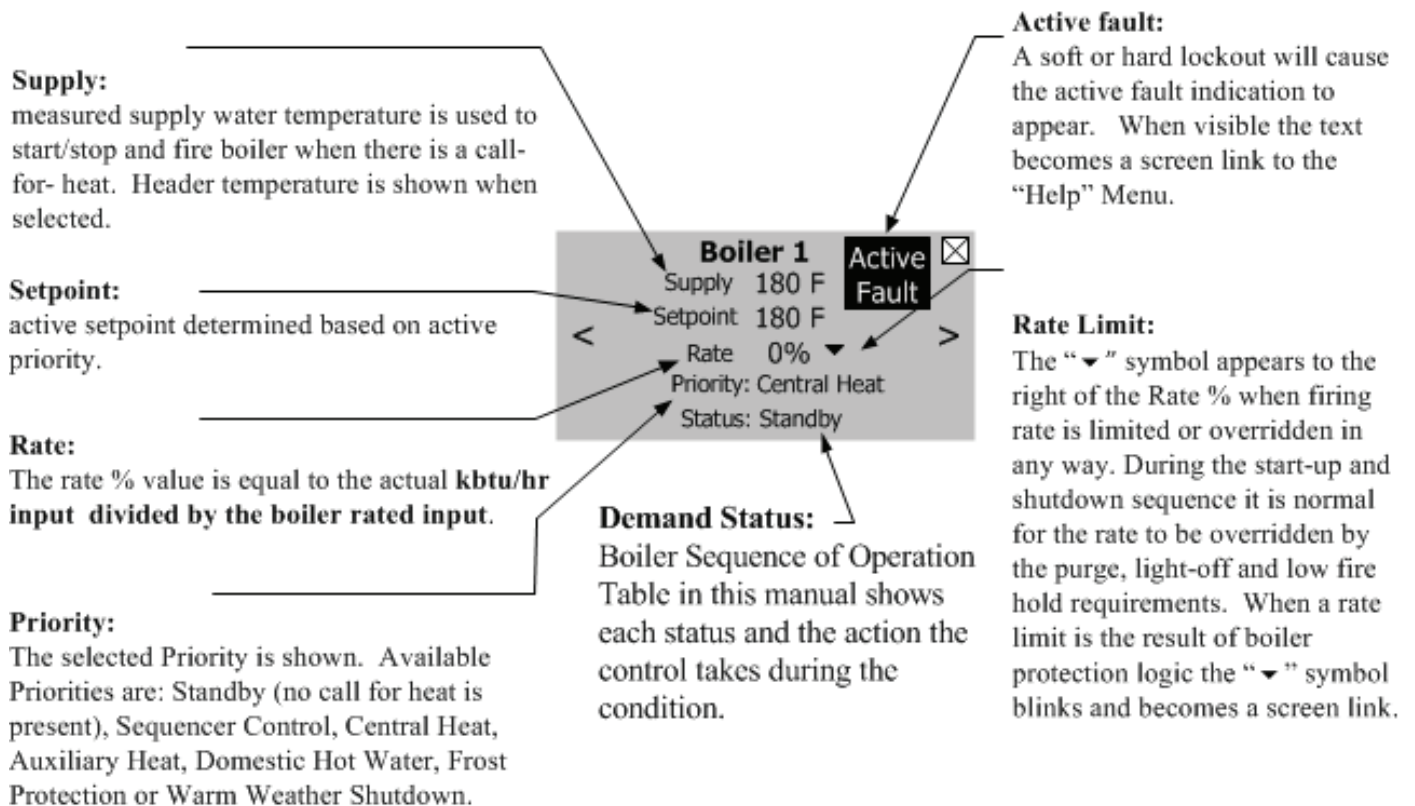 Supply:
measured supply water temperature is used to
start/stop and fire boiler when there is a call-
for- heat. Header temperature is shown when
selected.
Setpoint:
active setpoint determined based on active
priority.
Rate:
The rate % value is equal to the actual kbtu/hr
input divided by the boiler rated input.
Priority:
The selected Priority is shown. Available
Priorities are: Standby (no call for heat is
present), Sequencer Control, Central Heat,
Auxiliary Heat, Domestic Hot Water, Frost
Protection or Warm Weather Shutdown.
Boiler 1
Supply 180 F
Setpoint 180 F
< >
Rate 0% ▼
Priority: Central Heat
Status: Standby
Active
Fault
Demand Status:
Boiler Sequence of Operation
Table in this manual shows
each status and the action the
control takes during the
condition.
Active fault:
A soft or hard lockout will cause
the active fault indication to
appear. When visible the text
becomes a screen link to the
“Help” Menu.
Rate Limit:
The “▼” symbol appears to the
right of the Rate % when firing
rate is limited or overridden in
any way. During the start-up and
shutdown sequence it is normal
for the rate to be overridden by
the purge, light-off and low fire
hold requirements. When a rate
limit is the result of boiler
protection logic the “▼” symbol
blinks and becomes a screen link.